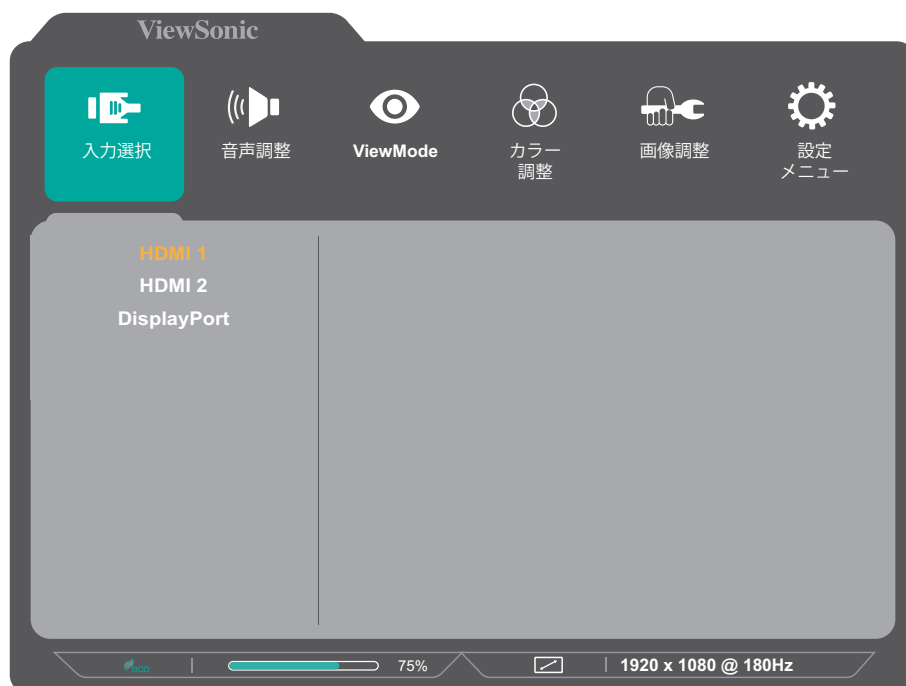 ViewSonic
入力選択
音声調整
ViewMode
カラー
調整
画像調整
設定
メニュー
HDMI 1
HDMI 2
DisplayPort
eco
75%
1920 x 1080 @ 180Hz